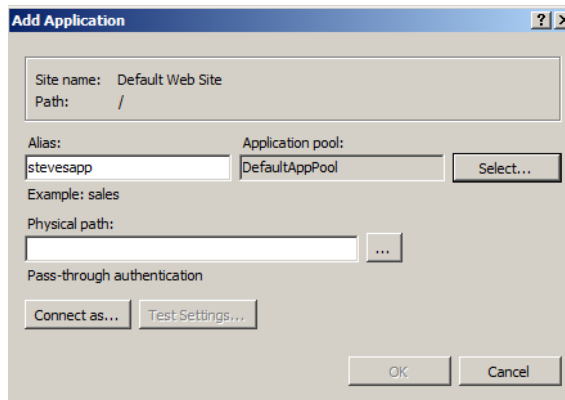 Add Application
Site name: Default Web Site
Path: /
Alias: Application pool:
stevesapp DefaultAppPool Select...
Example: sales
Physical path:
...
Pass-through authentication
Connect as... Test Settings...
OK Cancel